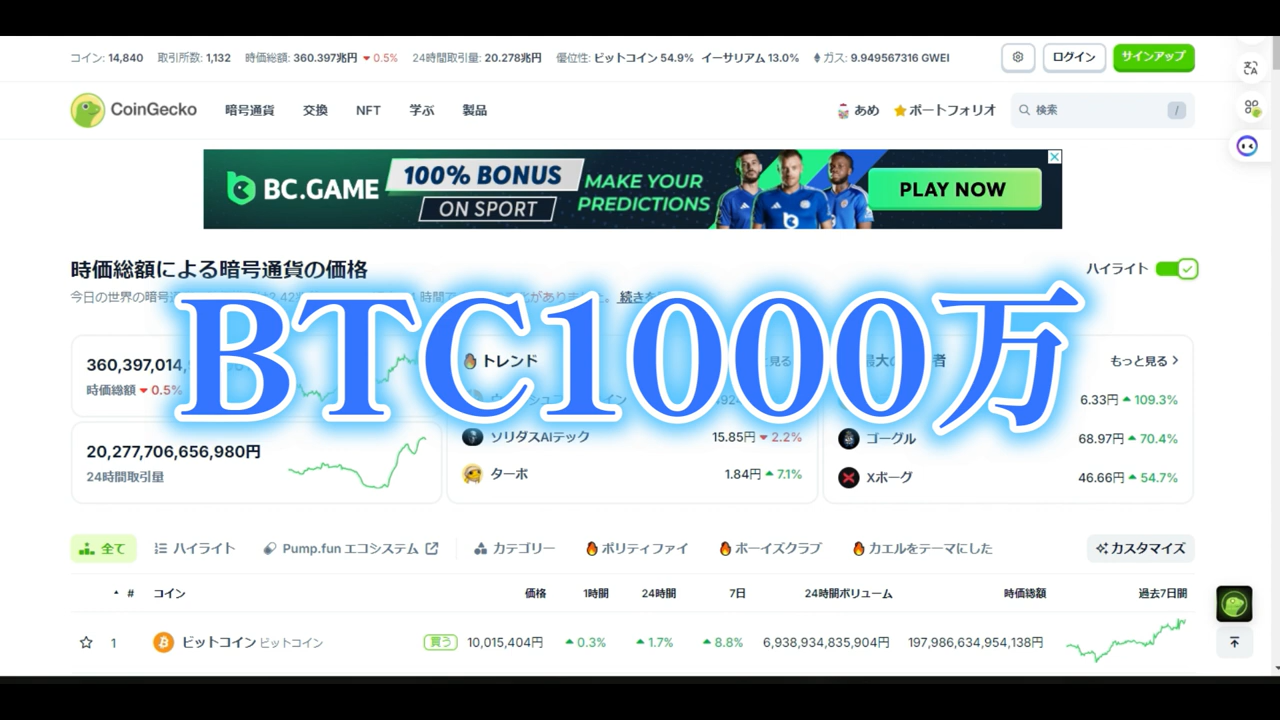 コイン: 14,840 取引所数: 1,132 時価総額: 360.397兆円 0.5% 24時間取引量: 20.278兆円 優位性: ビットコイン 54.9% イーサリアム 13.0% ガス: 9.949567316 GWEI ログイン サインアップ
CoinGecko 暗号通貨 交換 NFT 学ぶ 製品 あめ ポートフォリオ 検索 /
BC.GAME 100% BONUS ON SPORT MAKE YOUR PREDICTIONS PLAY NOW
時価総額による暗号通貨の価格 ハイライト
今日の世界の暗号
BTC1000万
360,397,014, トレンド もっと見る
時価総額 0.5% 6.33円 109.3%
20,277,706,656,980円 ソリダスAIテック 15.85円 2.2% ゴーグル 68.97円 70.4%
24時間取引量 ターボ 1.84円 7.1% Xボーグ 46.66円 54.7%
全て ハイライト Pump.fun エコシステム カテゴリー ポリティファイ ボーイズクラブ カエルをテーマにした カスタマイズ
# コイン 価格 1時間 24時間 7日 24時間ボリューム 時価総額 過去7日間
1 ビットコイン ビットコイン 買う 10,015,404円 0.3% 1.7% 8.8% 6,938,934,835,904円 197,986,634,954,138円